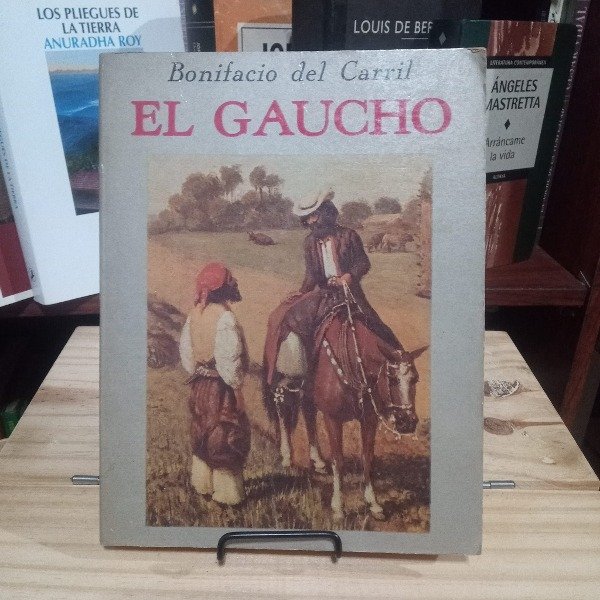 LOS PLIEGUES DE
LA TIERRA
ANURADHA ROY
LOUIS DE BER
Bonifacio del Carril
EL GAUCHO
ÁNGELES
MASTRETTA
Arráncame
la vida